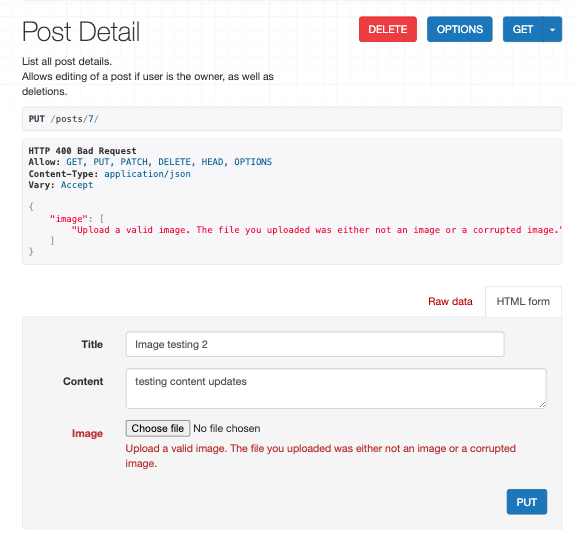 Post Detail
DELETE
OPTIONS
GET
List all post details.
Allows editing of a post if user is the owner, as well as
deletions.
PUT /posts/7/
HTTP 400 Bad Request
Allow: GET, PUT, PATCH, DELETE, HEAD, OPTIONS
Content-Type: application/json
Vary: Accept
{
"image": [
"Upload a valid image. The file you uploaded was either not an image or a corrupted image."
]
}
Raw data
HTML form
Title
Image testing 2
Content
testing content updates
Image
Choose file No file chosen
Upload a valid image. The file you uploaded was either not an image or a corrupted
image.
PUT